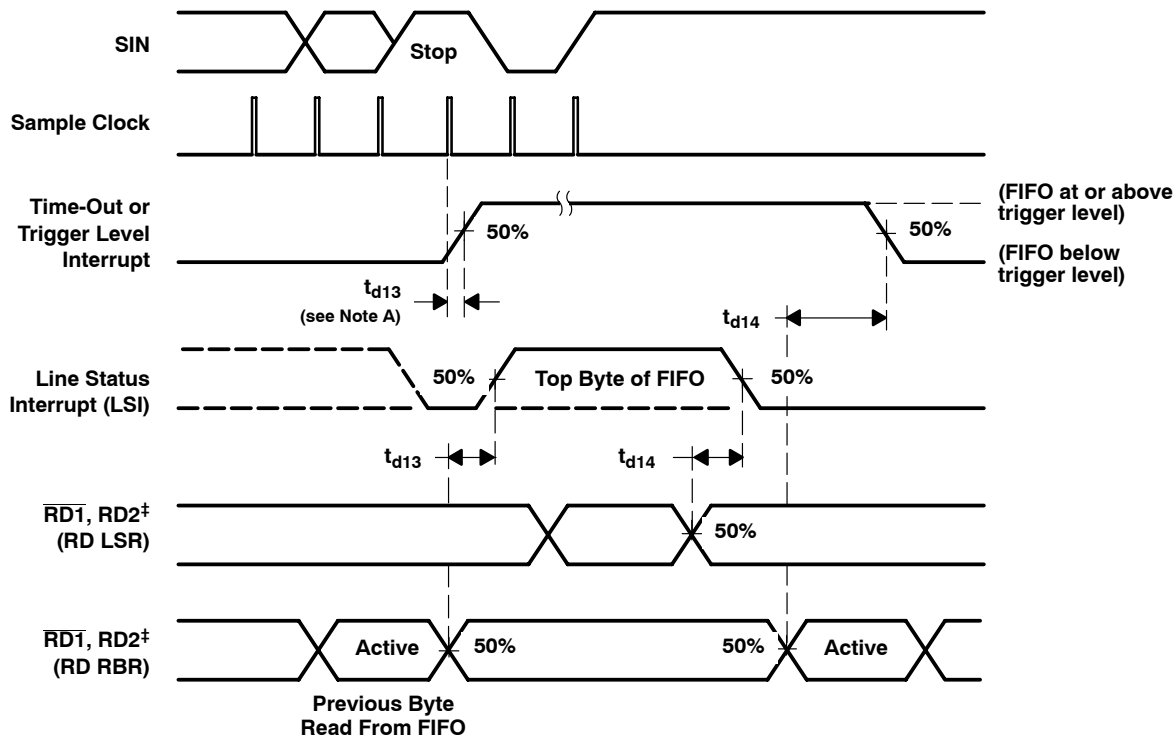 SIN
Stop
Sample Clock
Time-Out or
Trigger Level
Interrupt
50%
50%
(FIFO at or above
trigger level)
(FIFO below
trigger level)
td13
(see Note A)
td14
Line Status
Interrupt (LSI)
50%
Top Byte of FIFO
50%
td13
td14
RD1, RD2‡
(RD LSR)
50%
RD1, RD2‡
(RD RBR)
Active
50%
50%
Active
Previous Byte
Read From FIFO